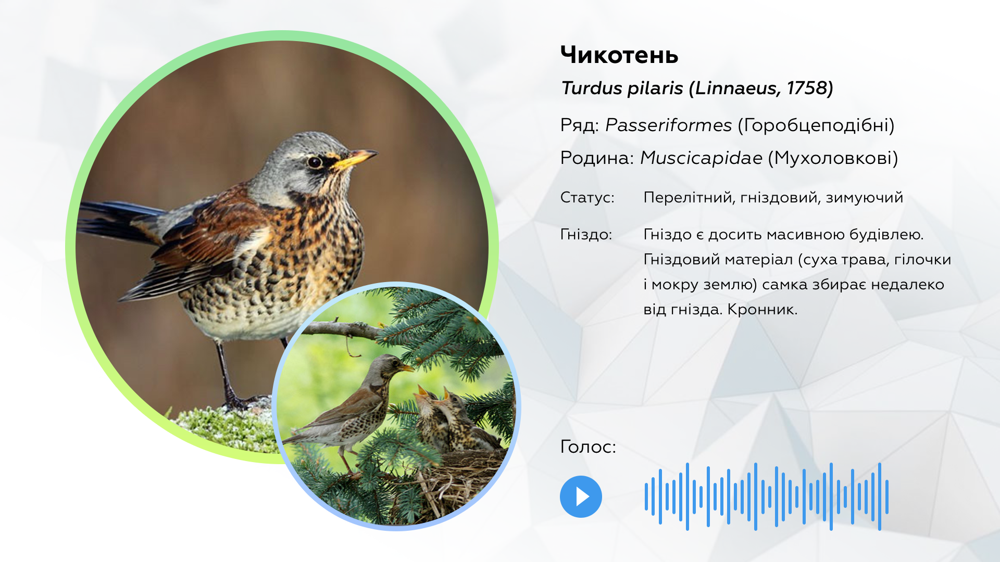 Чикотень
Turdus pilaris (Linnaeus, 1758)
Ряд: Passeriformes (Горобцеподібні)
Родина: Muscicapidae (Мухоловкові)
Статус: Перелітний, гніздовий, зимуючий
Гніздо: Гніздо є досить масивною будівлею.
Гніздовий матеріал (суха трава, гілочки
і мокру землю) самка збирає недалеко
від гнізда. Кронник.
Голос: